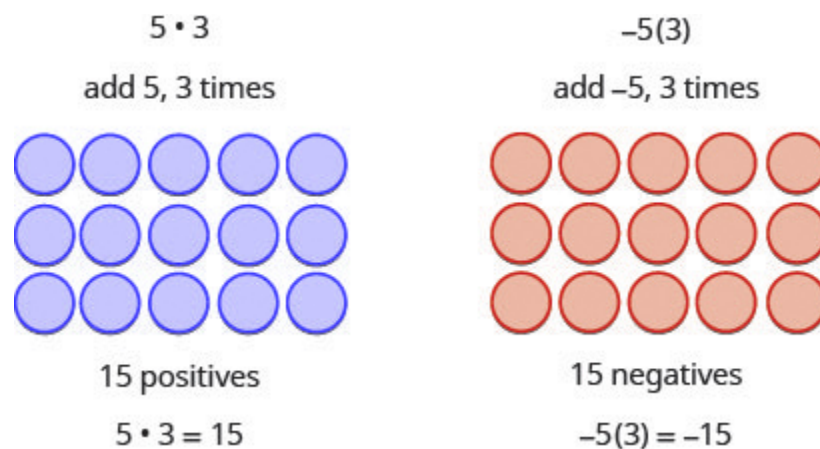 5 • 3
add 5, 3 times
15 positives
5 • 3 = 15
–5(3)
add –5, 3 times
15 negatives
–5(3) = –15